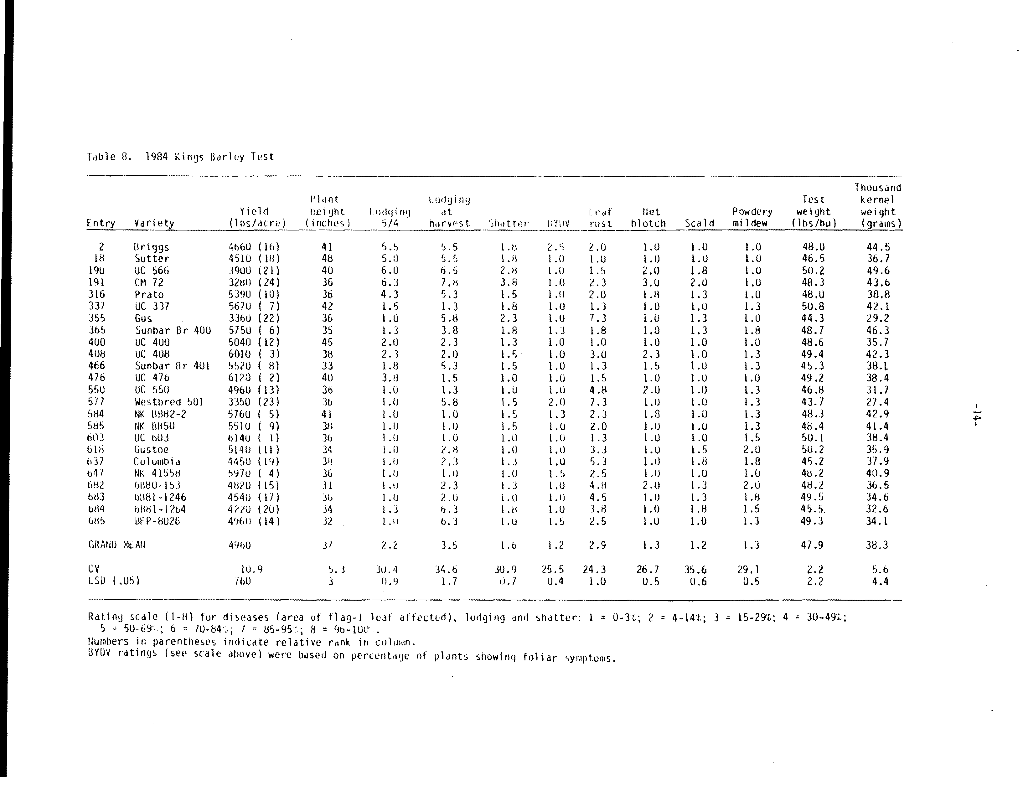 Table 8. 1984 Kings Barley Test
Thousand
Plant Lodging Test kernel
Yield height Lodging at Leaf Net Powdery weight weight
Entry Variety (lbs/acre) (inches) 5/4 harvest Shatter BYDV rust blotch Scald mildew (lbs/bu) (grams)
2 Briggs 4660 (16) 41 5.5 5.5 1.8 2.5 2.0 1.0 1.0 1.0 48.0 44.5
18 Sutter 4510 (18) 48 5.0 5.5 1.8 1.0 1.0 1.0 1.0 1.0 46.5 36.7
190 UC 566 3900 (21) 40 6.0 6.5 2.8 1.0 1.5 2.0 1.8 1.0 50.2 49.6
191 CM 72 3280 (24) 36 6.3 7.8 3.8 1.0 2.3 3.0 2.0 1.0 48.3 43.6
316 Prato 5390 (10) 36 4.3 5.3 1.5 1.0 2.0 1.8 1.3 1.0 48.0 38.8
337 UC 337 5670 ( 7) 42 1.5 1.3 1.8 1.0 1.3 1.0 1.0 1.3 50.8 42.1
355 Gus 3360 (22) 36 1.0 5.8 2.3 1.0 7.3 1.0 1.3 1.0 44.3 29.2
365 Sunbar Br 400 5750 ( 6) 35 1.3 3.8 1.8 1.3 1.8 1.0 1.3 1.8 48.7 46.3
400 UC 400 5040 (12) 45 2.0 2.3 1.3 1.0 1.0 1.0 1.0 1.0 48.6 35.7
408 UC 408 6010 ( 3) 38 2.3 2.0 1.5 1.0 3.0 2.3 1.0 1.3 49.4 42.3
466 Sunbar Br 401 5520 ( 8) 33 1.8 5.3 1.5 1.0 1.3 1.5 1.0 1.3 45.3 38.1
476 UC 476 6120 ( 2) 40 3.8 1.5 1.0 1.0 1.5 1.0 1.0 1.0 49.2 38.4
550 UC 550 4960 (13) 36 1.0 1.3 1.0 1.0 4.8 2.0 1.0 1.3 46.8 31.7
577 Westbred 501 3350 (23) 36 1.0 5.8 1.5 2.0 7.3 1.0 1.0 1.3 43.7 27.4
584 NK 8882-2 5760 ( 5) 41 1.0 1.0 1.5 1.3 2.3 1.8 1.0 1.3 48.3 42.9
585 NK 8850 5510 ( 9) 38 1.0 1.0 1.5 1.0 2.0 1.0 1.0 1.3 48.4 41.4
603 UC 603 6140 ( 1) 36 1.0 1.0 1.0 1.0 1.3 1.0 1.0 1.5 50.1 38.4
618 Gustoe 5140 (11) 34 1.0 2.8 1.0 1.0 3.3 1.0 1.5 2.0 50.2 35.9
637 Columbia 4450 (19) 39 1.0 2.3 1.3 1.0 5.3 1.0 1.8 1.8 45.2 37.9
647 NK 41558 5970 ( 4) 36 1.0 1.0 1.0 1.5 2.5 1.0 1.0 1.0 48.2 40.9
682 6880-153 4820 (15) 31 1.0 2.3 1.3 1.0 4.8 2.0 1.3 2.0 48.2 36.5
683 6881-1246 4540 (17) 36 1.0 2.0 1.0 1.0 4.5 1.0 1.3 1.8 49.5 34.6
684 6881-1264 4220 (20) 34 1.3 6.3 1.8 1.0 3.8 1.0 1.8 1.5 45.5 32.6
685 BFP-8026 4960 (14) 32 1.0 6.3 1.0 1.5 2.5 1.0 1.0 1.3 49.3 34.1
GRAND MEAN 4960 37 2.2 3.5 1.6 1.2 2.9 1.3 1.2 1.3 47.9 38.3
CV 10.9 5.3 30.4 34.6 30.9 25.5 24.3 26.7 35.6 29.1 2.2 5.6
LSD (.05) 760 3 0.9 1.7 0.7 0.4 1.0 0.5 0.6 0.5 2.2 4.4
Rating scale (1-8) for diseases (area of flag-1 leaf affected), lodging and shatter: 1 = 0-3%; 2 = 4-14%; 3 = 15-29%; 4 = 30-49%;
5 = 50-69%; 6 = 70-84%; 7 = 85-95%; 8 = 96-100%.
Numbers in parentheses indicate relative rank in column.
BYDV ratings (see scale above) were based on percentage of plants showing foliar symptoms.
-14-